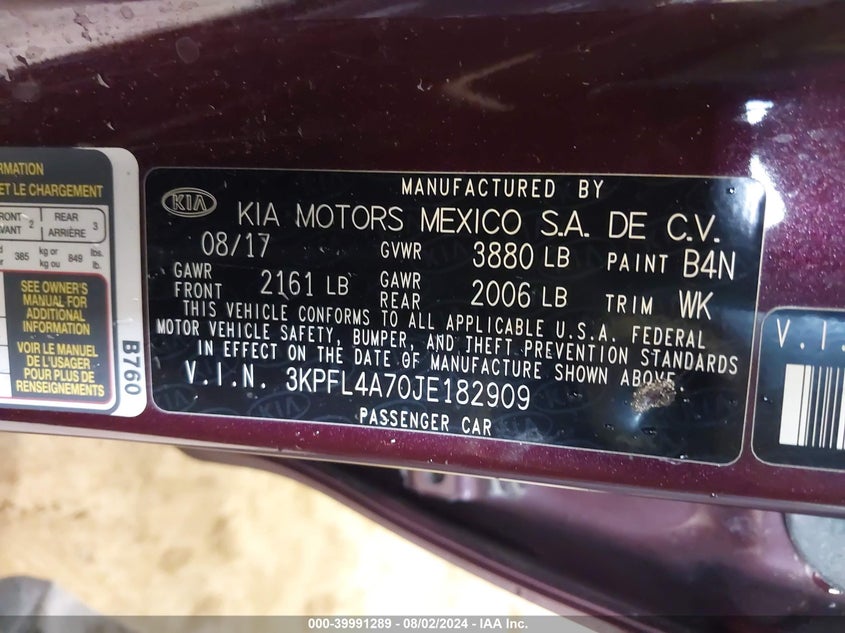 RMATION
ET LE CHARGEMENT
FRONT 2 REAR 3
AVANT ARRIÈRE
385 kg or 849 lbs.
kg ou lb.
SEE OWNER'S
MANUAL FOR
ADDITIONAL
INFORMATION
VOIR LE MANUEL
DE L'USAGER
POUR PLUS DE
RENSEIGNEMENTS
B760
MANUFACTURED BY
KIA KIA MOTORS MEXICO S.A. DE C.V.
08/17 GVWR 3880 LB PAINT B4N
GAWR FRONT 2161 LB GAWR REAR 2006 LB TRIM WK
THIS VEHICLE CONFORMS TO ALL APPLICABLE U.S.A. FEDERAL
MOTOR VEHICLE SAFETY, BUMPER, AND THEFT PREVENTION STANDARDS
IN EFFECT ON THE DATE OF MANUFACTURE SHOWN ABOVE.
V.I.N. 3KPFL4A70JE182909
PASSENGER CAR
V.I.
000-39991289 - 08/02/2024 - IAA Inc.